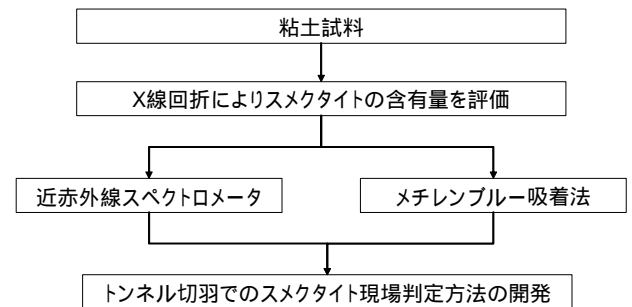 粘土試料
X線回折によりスメクタイトの含有量を評価
近赤外線スペクトロメータ
メチレンブルー吸着法
トンネル切羽でのスメクタイト現場判定方法の開発